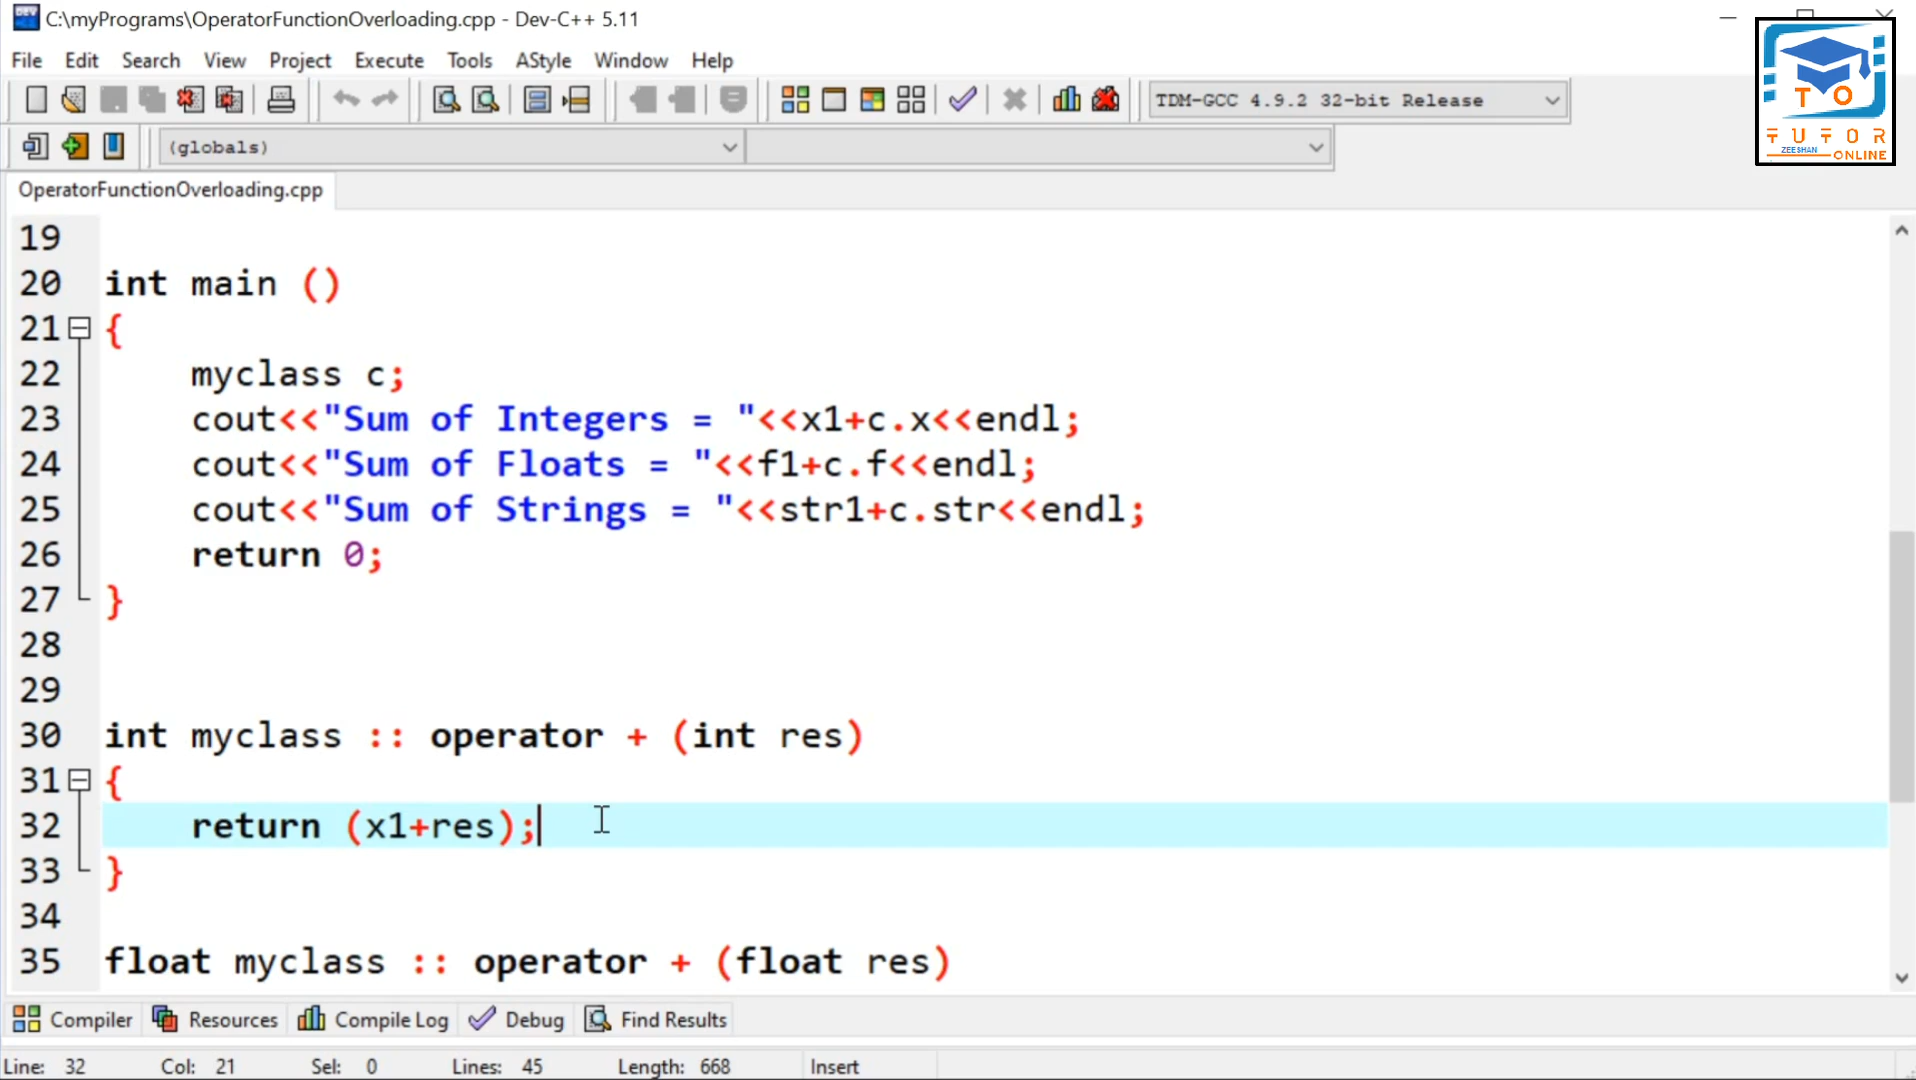 C:\myPrograms\OperatorFunctionOverloading.cpp - Dev-C++ 5.11
File Edit Search View Project Execute Tools AStyle Window Help
TDM-GCC 4.9.2 32-bit Release
(globals)
TO
TUTOR
ZEESHAN
ONLINE
OperatorFunctionOverloading.cpp
19
20 int main ()
21 {
22 myclass c;
23 cout<<"Sum of Integers = "<<x1+c.x<<endl;
24 cout<<"Sum of Floats = "<<f1+c.f<<endl;
25 cout<<"Sum of Strings = "<<str1+c.str<<endl;
26 return 0;
27 }
28
29
30 int myclass :: operator + (int res)
31 {
32 return (x1+res);
33 }
34
35 float myclass :: operator + (float res)
Compiler Resources Compile Log Debug Find Results
Line: 32 Col: 21 Sel: 0 Lines: 45 Length: 668 Insert